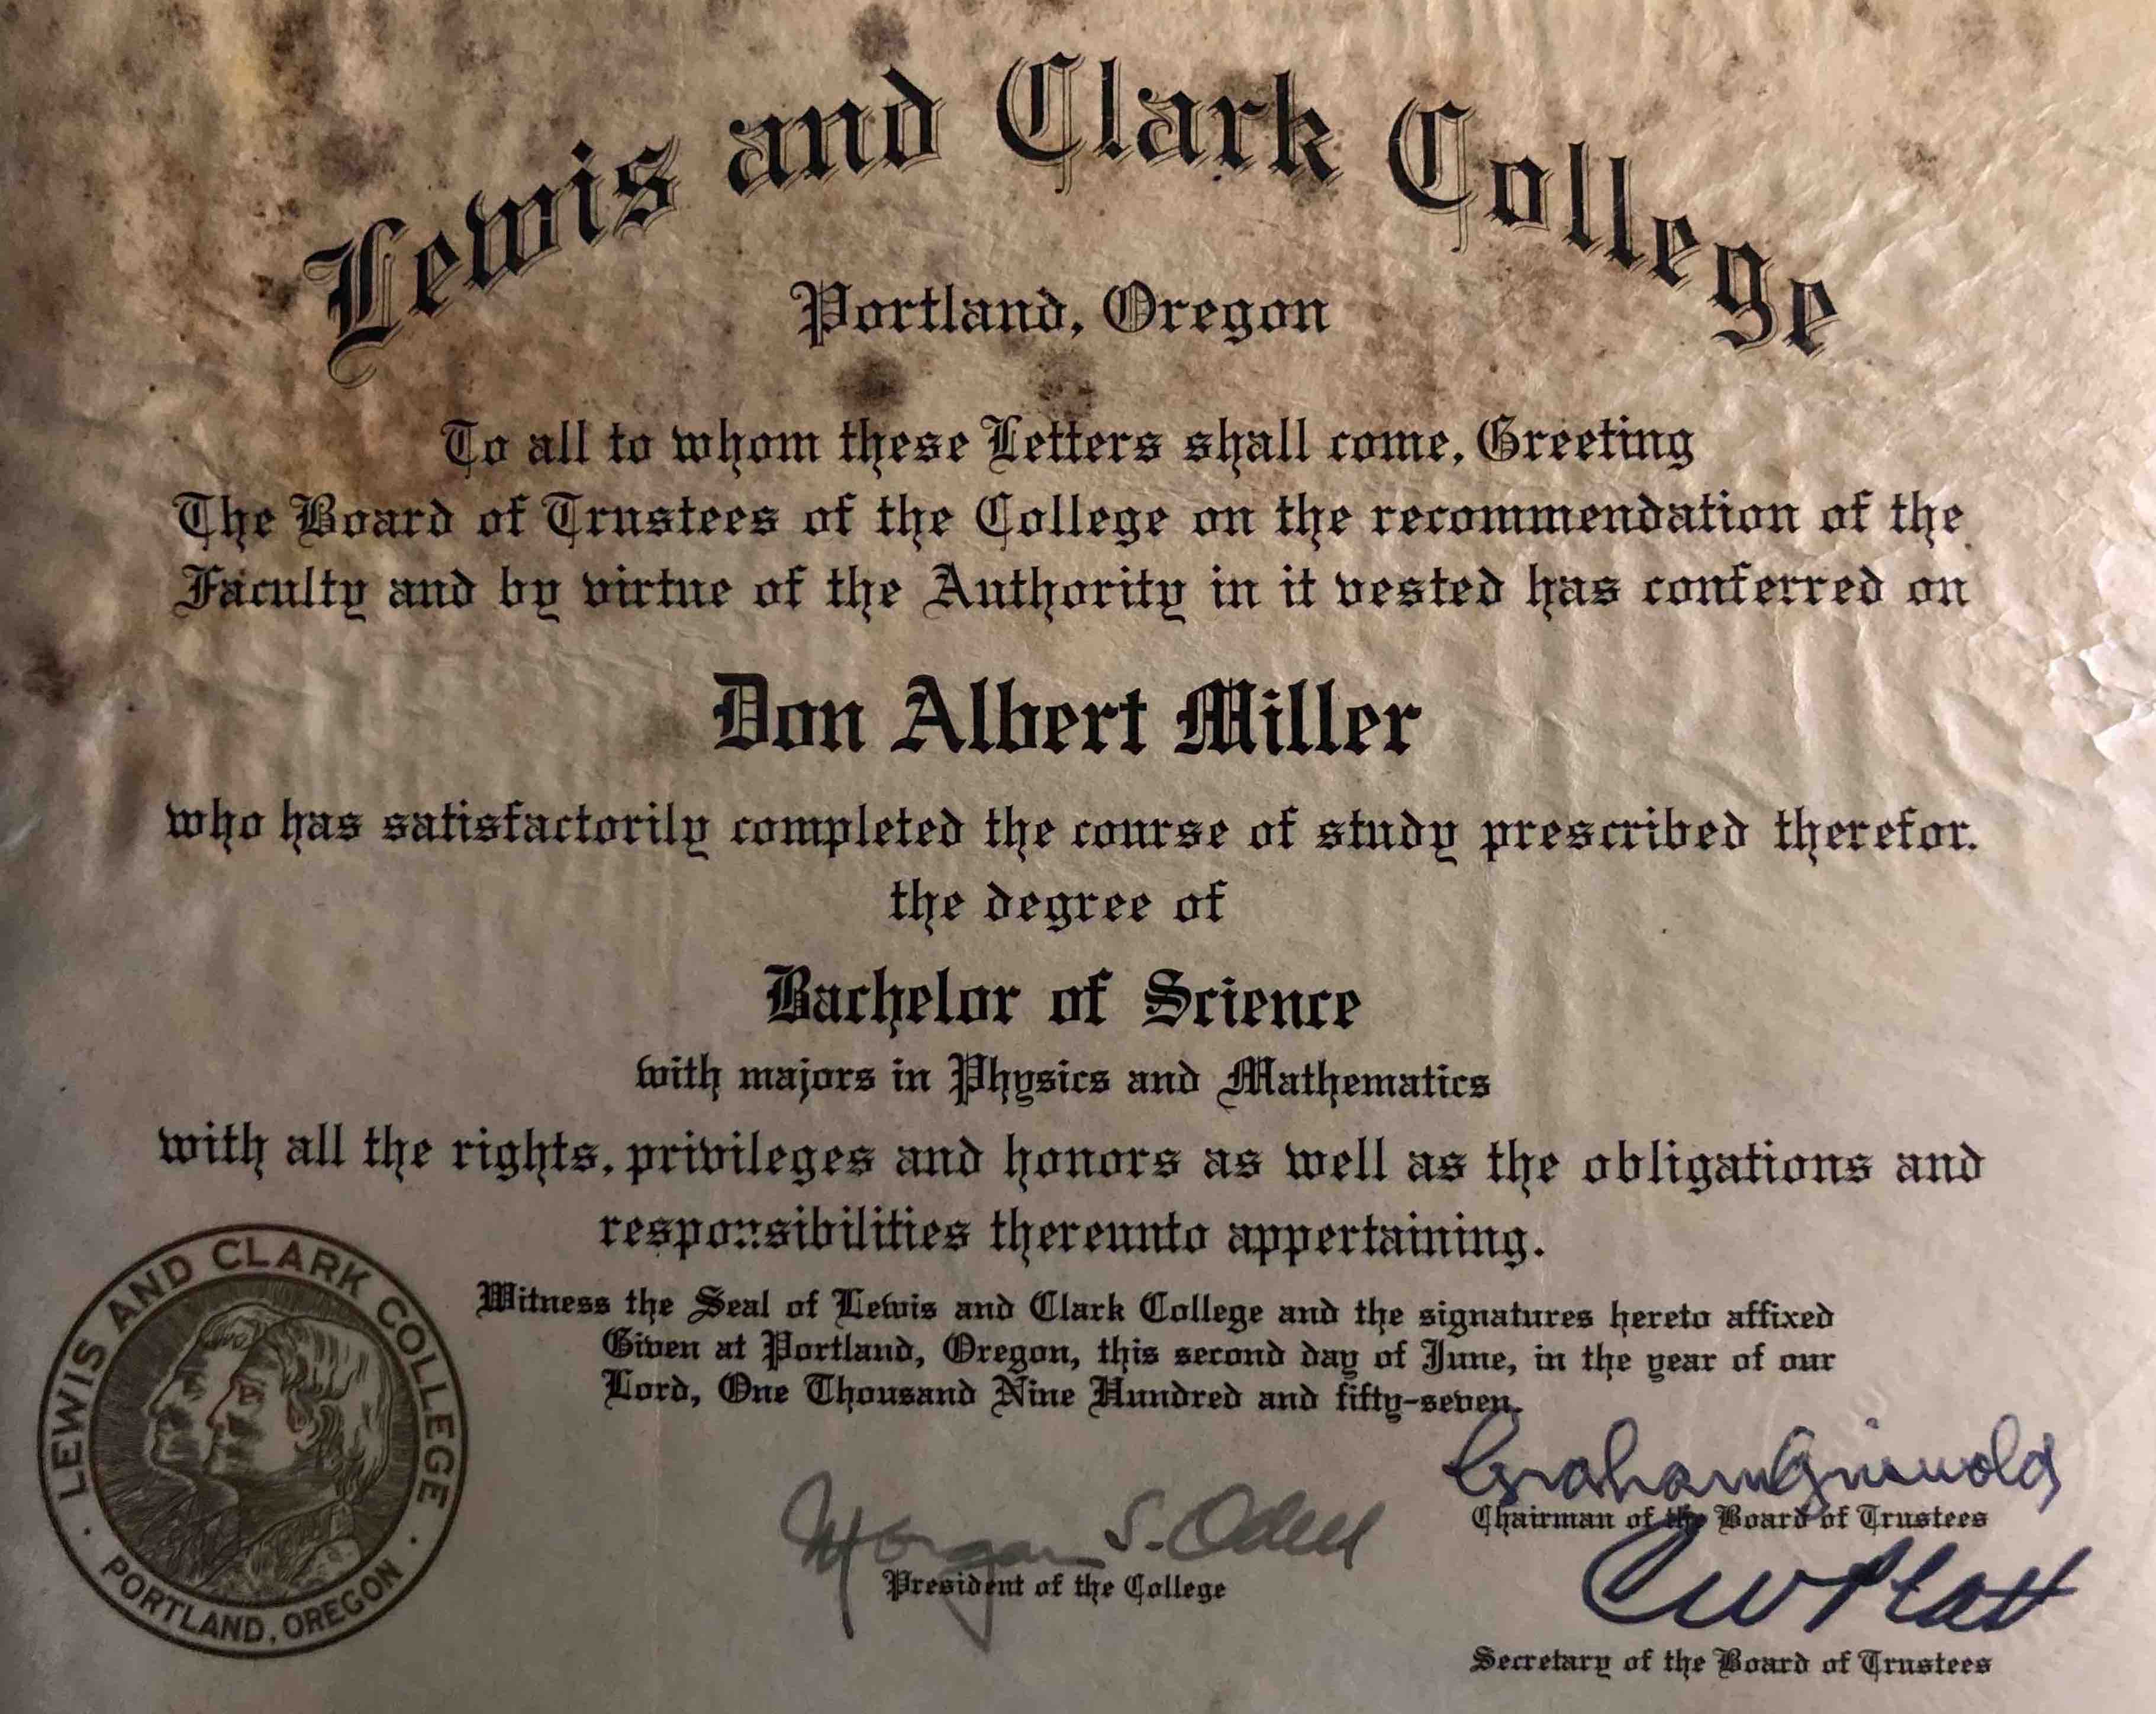 Lewis and Clark College
Portland, Oregon
To all to whom these Letters shall come, Greeting
The Board of Trustees of the College on the recommendation of the
Faculty and by virtue of the Authority in it vested has conferred on
Don Albert Miller
who has satisfactorily completed the course of study prescribed therefor,
the degree of
Bachelor of Science
with majors in Physics and Mathematics
with all the rights, privileges and honors as well as the obligations and
responsibilities thereunto appertaining.
Witness the Seal of Lewis and Clark College and the signatures hereto affixed
Given at Portland, Oregon, this second day of June, in the year of our
Lord, One Thousand Nine Hundred and fifty-seven.
LEWIS AND CLARK COLLEGE
· PORTLAND, OREGON ·
Morgan S. Odell
President of the College
Graham Griswold
Chairman of the Board of Trustees
CW Platt
Secretary of the Board of Trustees